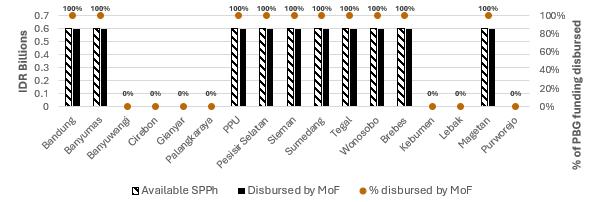 100% 100% 0% 0% 0% 0% 100% 100% 100% 100% 100% 100% 100% 0% 0% 100% 0%
IDR Billions
0.7
0.6
0.5
0.4
0.3
0.2
0.1
0
100%
80%
60%
40%
20%
0%
% of PBG funding disbursed
Bandung
Banyumas
Banyuwangi
Cirebon
Gianyar
Palangkaraya
PPU
Pesisir Selatan
Sleman
Sumedang
Tegal
Wonosobo
Brebes
Kebumen
Lebak
Magetan
Purworejo
Available SPPh Disbursed by MoF % disbursed by MoF